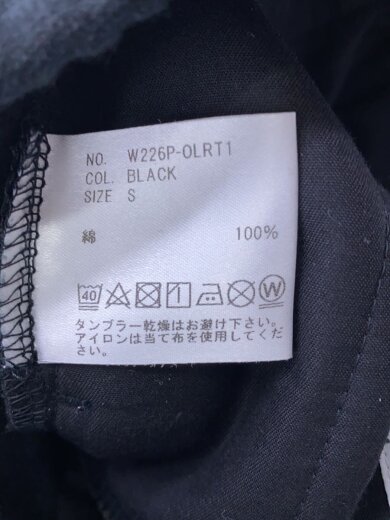 NO. W226P-OLRT1
COL. BLACK
SIZE S
綿 100%
40 W
タンブラー乾燥はお避け下さい。
アイロンは当て布を使用してくだ
さい。